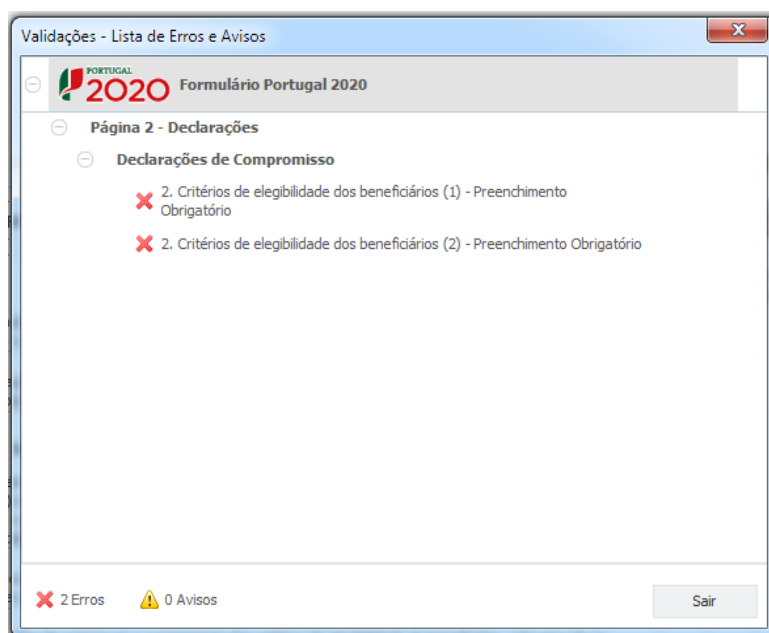 Validações - Lista de Erros e Avisos
PORTUGAL
2020
Formulário Portugal 2020
Página 2 - Declarações
Declarações de Compromisso
2. Critérios de elegibilidade dos beneficiários (1) - Preenchimento
Obrigatório
2. Critérios de elegibilidade dos beneficiários (2) - Preenchimento Obrigatório
2 Erros
0 Avisos
Sair